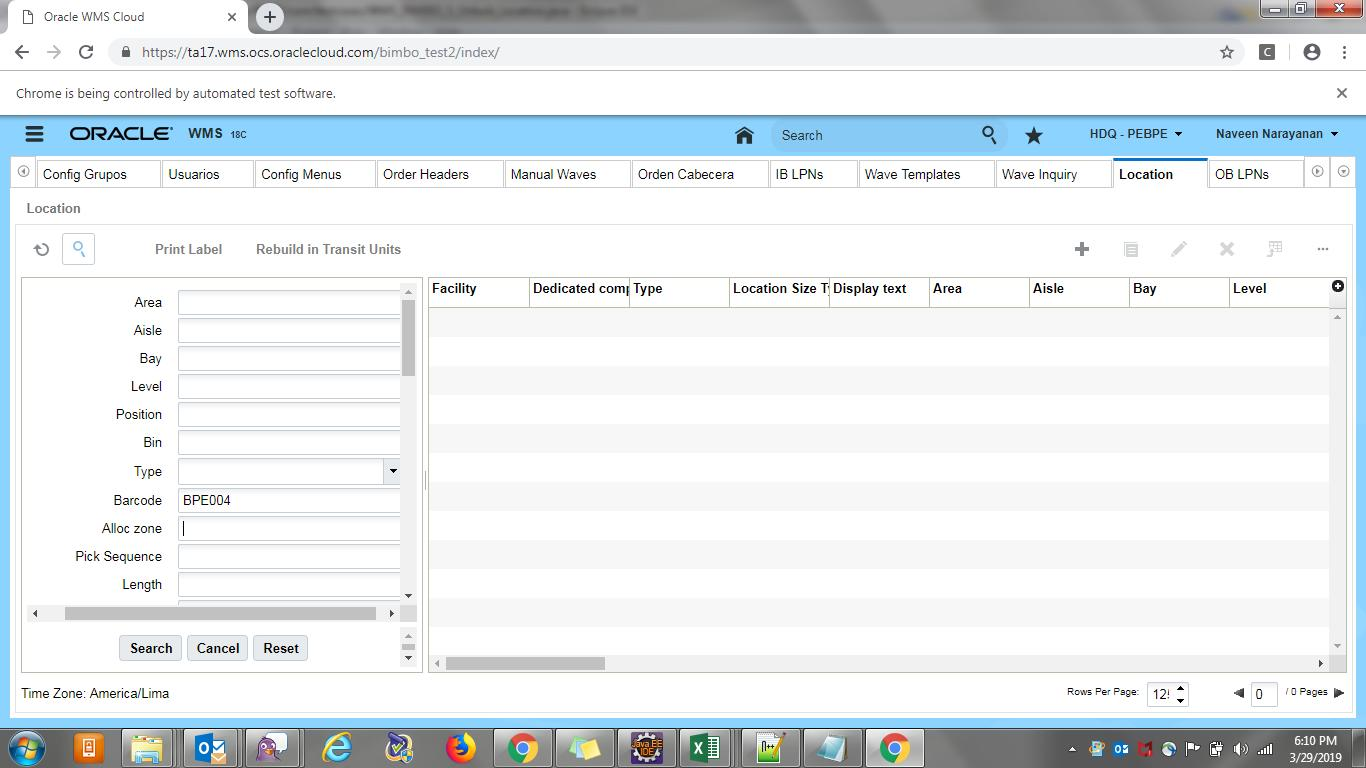 Oracle WMS Cloud
https://ta17.wms.ocs.oraclecloud.com/bimbo_test2/index/
Chrome is being controlled by automated test software.
ORACLE WMS 18C Search HDQ - PEBPE Naveen Narayanan
Config Grupos Usuarios Config Menus Order Headers Manual Waves Orden Cabecera IB LPNs Wave Templates Wave Inquiry Location OB LPNs
Location
Print Label Rebuild in Transit Units
Facility Dedicated comp Type Location Size Ty Display text Area Aisle Bay Level
Area
Aisle
Bay
Level
Position
Bin
Type
Barcode BPE004
Alloc zone
Pick Sequence
Length
Search Cancel Reset
Time Zone: America/Lima Rows Per Page: 125 0 / 0 Pages
Java EE
IDE
6:10 PM
3/29/2019